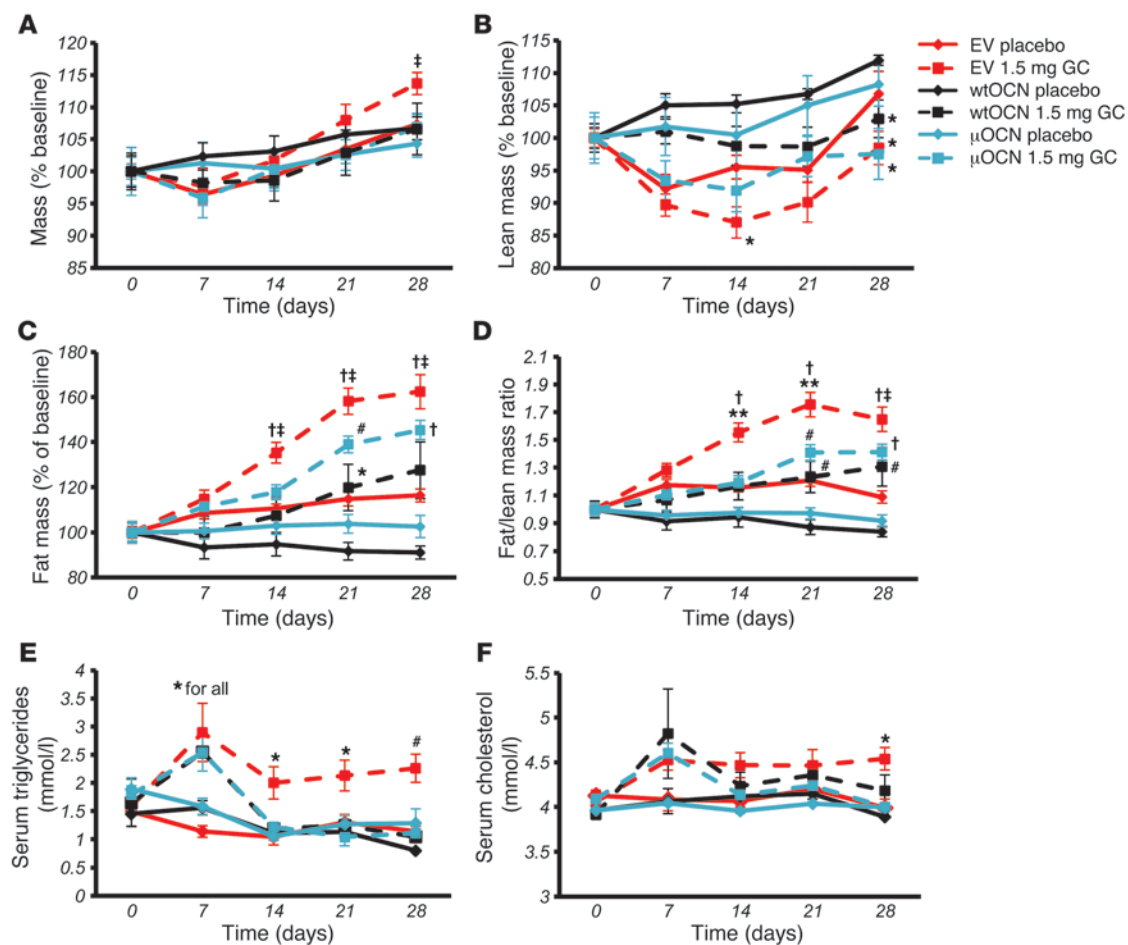 A
Mass (% baseline)
120
115
110
105
100
95
90
85
‡
0 7 14 21 28
Time (days)
B
Lean mass (% baseline)
115
110
105
100
95
90
85
80
*
*
*
*
0 7 14 21 28
Time (days)
EV placebo
EV 1.5 mg GC
wtOCN placebo
wtOCN 1.5 mg GC
µOCN placebo
µOCN 1.5 mg GC
C
Fat mass (% of baseline)
180
160
140
120
100
80
†‡
†‡
†‡
#
†
*
0 7 14 21 28
Time (days)
D
Fat/lean mass ratio
2.1
1.9
1.7
1.5
1.3
1.1
0.9
0.7
0.5
†
**
†
**
†‡
#
†
#
#
0 7 14 21 28
Time (days)
E
Serum triglycerides
(mmol/l)
4
3.5
3
2.5
2
1.5
1
0.5
0
* for all
*
*
#
0 7 14 21 28
Time (days)
F
Serum cholesterol
(mmol/l)
5.5
5
4.5
4
3.5
3
*
0 7 14 21 28
Time (days)